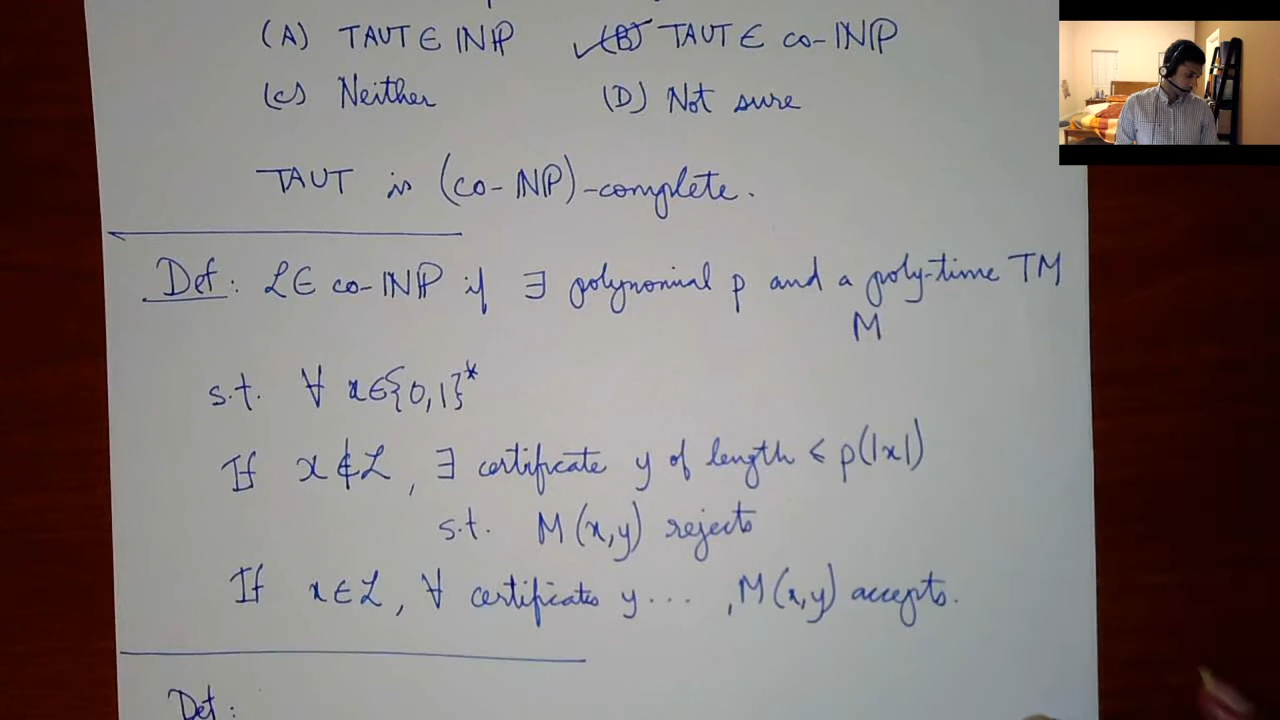 (A) TAUT ∈ NP ✓(B) TAUT ∈ co-NP
(C) Neither (D) Not sure
TAUT is (co-NP)-complete.
Def: L ∈ co-NP if ∃ polynomial p and a poly-time TM
M
s.t. ∀ x∈{0,1}*
If x ∉ L, ∃ certificate y of length ≤ p(|x|)
s.t. M(x,y) rejects
If x ∈ L, ∀ certificates y ... , M(x,y) accepts.
Def: